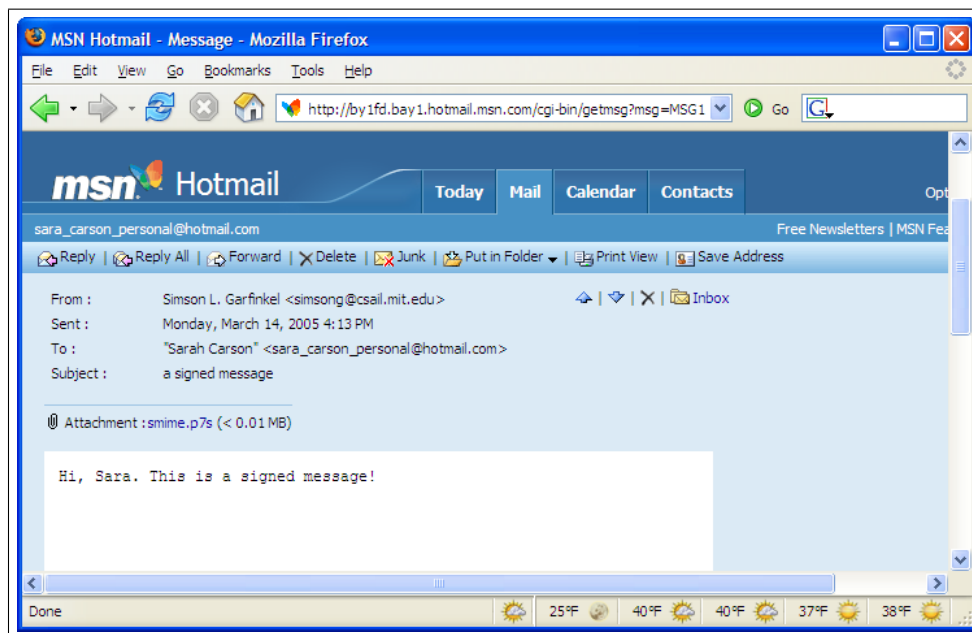 MSN Hotmail - Message - Mozilla Firefox
File Edit View Go Bookmarks Tools Help
http://by1fd.bay1.hotmail.msn.com/cgi-bin/getmsg?msg=MSG1 Go G
msn Hotmail Today Mail Calendar Contacts Opt
sara_carson_personal@hotmail.com Free Newsletters | MSN Fea
Reply | Reply All | Forward | Delete | Junk | Put in Folder | Print View | Save Address
From : Simson L. Garfinkel <simsong@csail.mit.edu> | | | Inbox
Sent : Monday, March 14, 2005 4:13 PM
To : "Sarah Carson" <sara_carson_personal@hotmail.com>
Subject : a signed message
Attachment : smime.p7s (< 0.01 MB)
Hi, Sara. This is a signed message!
Done 25°F 40°F 40°F 37°F 38°F